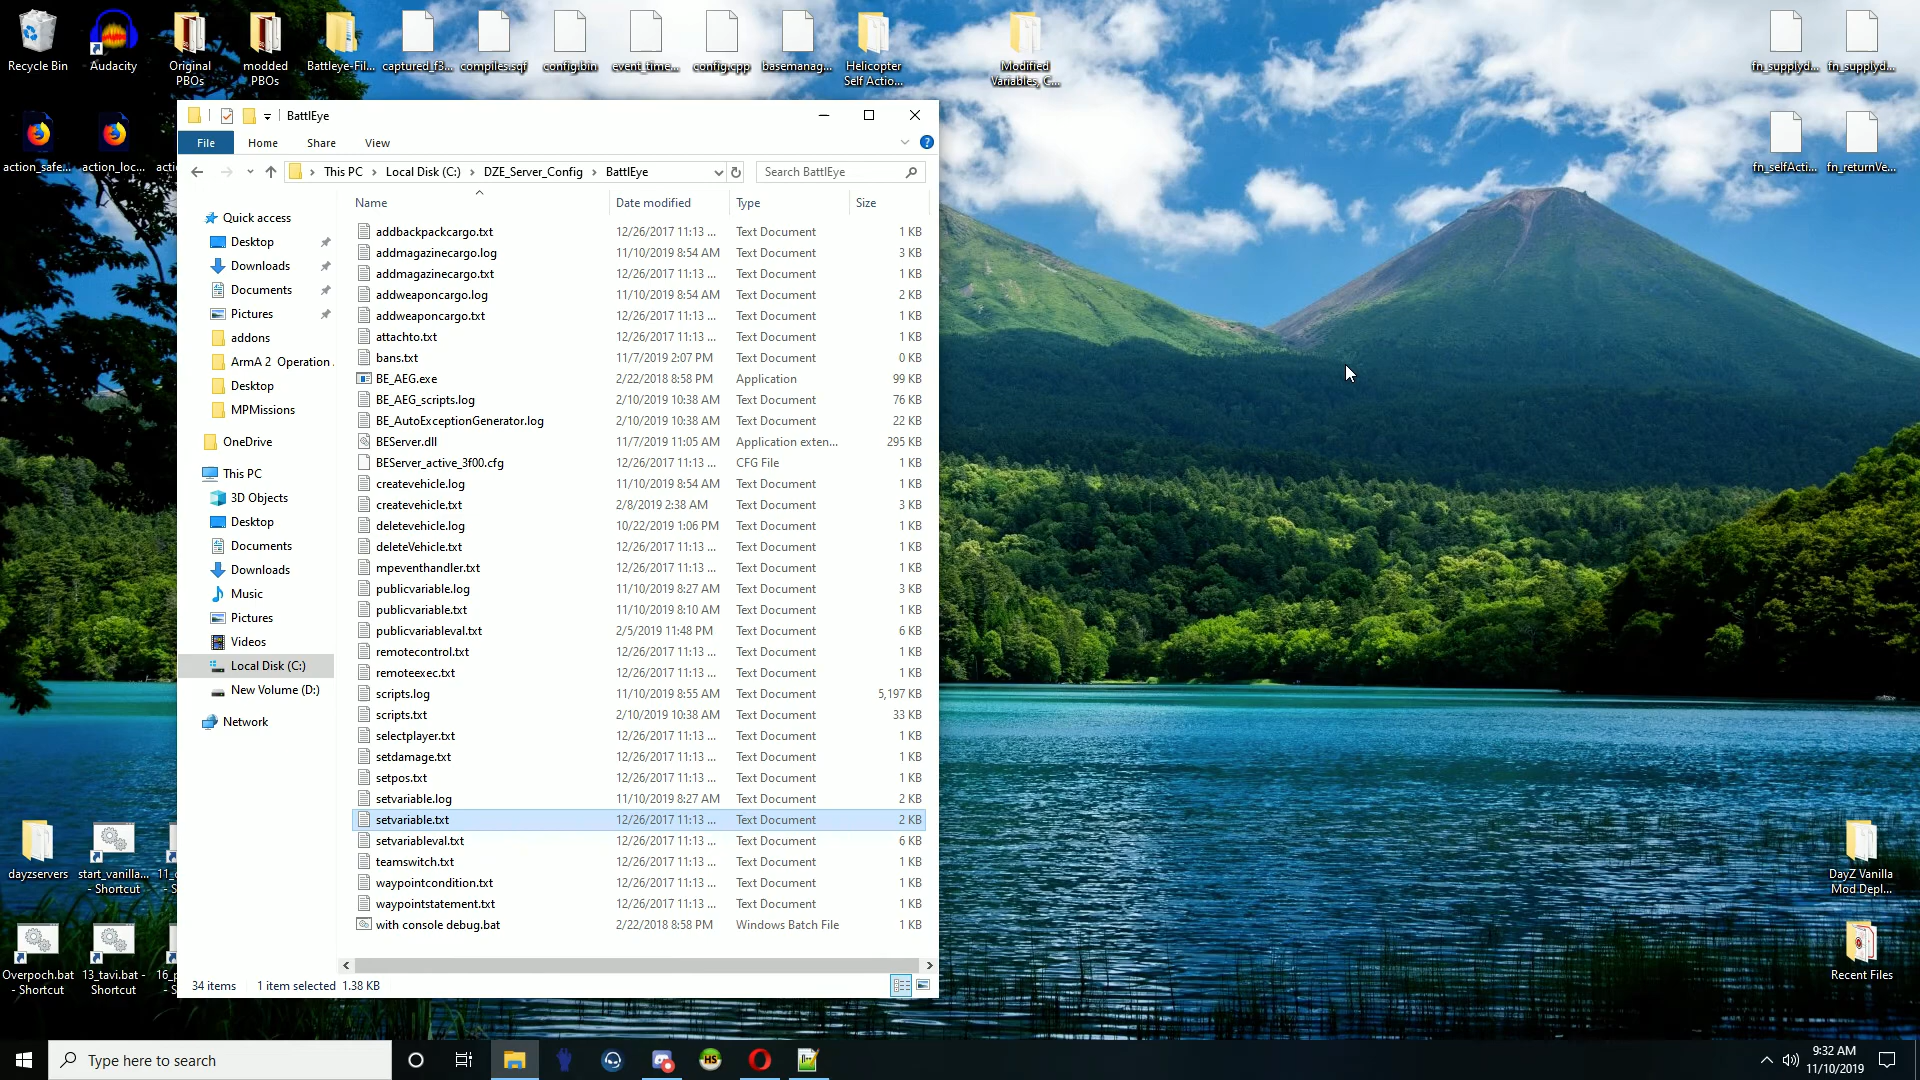 Recycle Bin
Audacity
Original
PBOs
modded
PBOs
Battleye-Fil...
captured_f3...
compiles.sqf
config.bin
event_time...
config.cpp
basemanag...
Helicopter
Self Actio...
Modified
Variables, C...
fn_supplyd...
fn_supplyd...
action_safe...
action_loc...
fn_selfActi...
fn_returnVe...
BattlEye
File
Home
Share
View
This PC
Local Disk (C:)
DZE_Server_Config
BattlEye
Search BattlEye
Name
Date modified
Type
Size
Quick access
Desktop
Downloads
Documents
Pictures
addons
ArmA 2 Operation
Desktop
MPMissions
OneDrive
This PC
3D Objects
Desktop
Documents
Downloads
Music
Pictures
Videos
Local Disk (C:)
New Volume (D:)
Network
addbackpackcargo.txt 12/26/2017 11:13 ... Text Document 1 KB
addmagazinecargo.log 11/10/2019 8:54 AM Text Document 3 KB
addmagazinecargo.txt 12/26/2017 11:13 ... Text Document 1 KB
addweaponcargo.log 11/10/2019 8:54 AM Text Document 2 KB
addweaponcargo.txt 12/26/2017 11:13 ... Text Document 1 KB
attachto.txt 12/26/2017 11:13 ... Text Document 1 KB
bans.txt 11/7/2019 2:07 PM Text Document 0 KB
BE_AEG.exe 2/22/2018 8:58 PM Application 99 KB
BE_AEG_scripts.log 2/10/2019 10:38 AM Text Document 76 KB
BE_AutoExceptionGenerator.log 2/10/2019 10:38 AM Text Document 22 KB
BEServer.dll 11/7/2019 11:05 AM Application exten... 295 KB
BEServer_active_3f00.cfg 12/26/2017 11:13 ... CFG File 1 KB
createvehicle.log 11/10/2019 8:54 AM Text Document 1 KB
createvehicle.txt 2/8/2019 2:38 AM Text Document 3 KB
deletevehicle.log 10/22/2019 1:06 PM Text Document 1 KB
deleteVehicle.txt 12/26/2017 11:13 ... Text Document 1 KB
mpeventhandler.txt 12/26/2017 11:13 ... Text Document 1 KB
publicvariable.log 11/10/2019 8:27 AM Text Document 3 KB
publicvariable.txt 11/10/2019 8:10 AM Text Document 1 KB
publicvariableval.txt 2/5/2019 11:48 PM Text Document 6 KB
remotecontrol.txt 12/26/2017 11:13 ... Text Document 1 KB
remoteexec.txt 12/26/2017 11:13 ... Text Document 1 KB
scripts.log 11/10/2019 8:55 AM Text Document 5,197 KB
scripts.txt 2/10/2019 10:38 AM Text Document 33 KB
selectplayer.txt 12/26/2017 11:13 ... Text Document 1 KB
setdamage.txt 12/26/2017 11:13 ... Text Document 1 KB
setpos.txt 12/26/2017 11:13 ... Text Document 1 KB
setvariable.log 11/10/2019 8:27 AM Text Document 2 KB
setvariable.txt 12/26/2017 11:13 ... Text Document 2 KB
setvariableval.txt 12/26/2017 11:13 ... Text Document 6 KB
teamswitch.txt 12/26/2017 11:13 ... Text Document 1 KB
waypointcondition.txt 12/26/2017 11:13 ... Text Document 1 KB
waypointstatement.txt 12/26/2017 11:13 ... Text Document 1 KB
with console debug.bat 2/22/2018 8:58 PM Windows Batch File 1 KB
34 items
1 item selected 1.38 KB
dayzservers
start_vanilla...
- Shortcut
Overpoch.bat
- Shortcut
13_tavi.bat -
Shortcut
DayZ Vanilla
Mod Depl...
Recent Files
Type here to search
HS
9:32 AM
11/10/2019